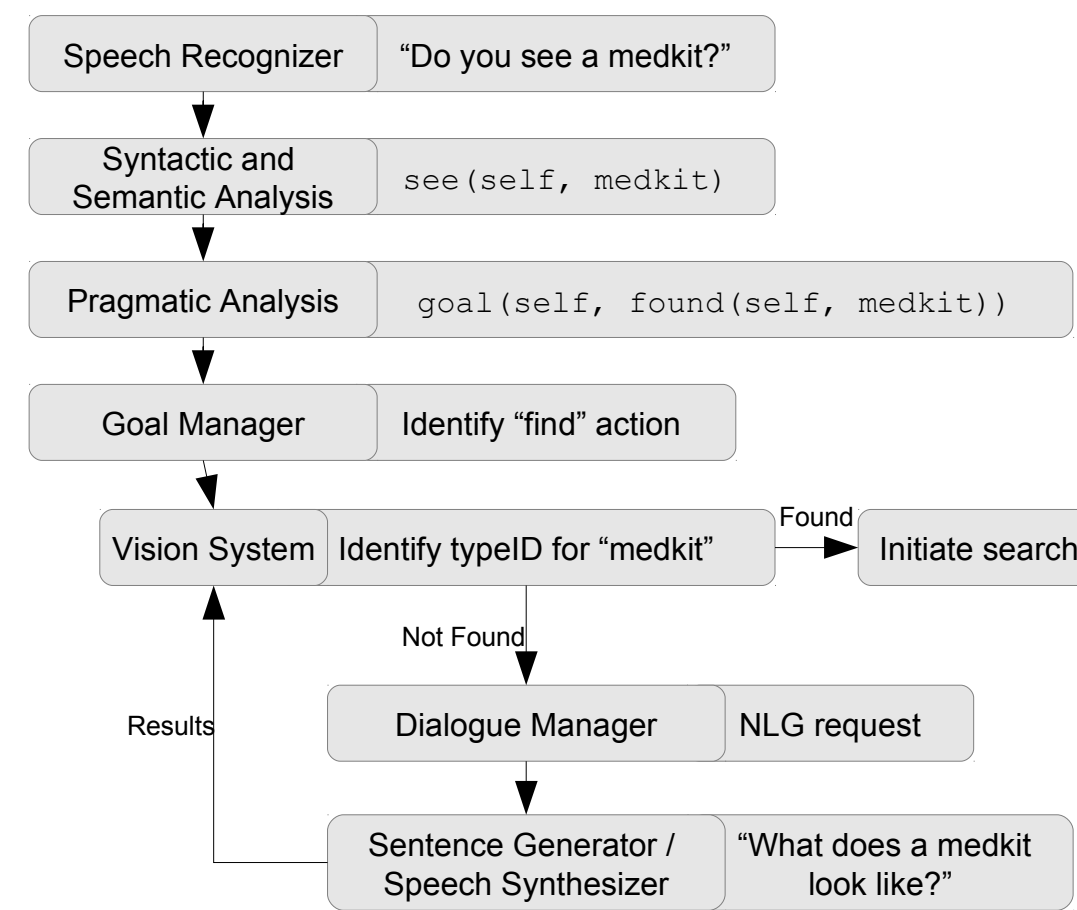 Speech Recognizer “Do you see a medkit?”
Syntactic and
Semantic Analysis
see(self, medkit)
Pragmatic Analysis goal(self, found(self, medkit))
Goal Manager Identify “find” action
Vision System Identify typeID for “medkit”
Found
Initiate search
Not Found
Results
Dialogue Manager NLG request
Sentence Generator /
Speech Synthesizer
“What does a medkit
look like?”